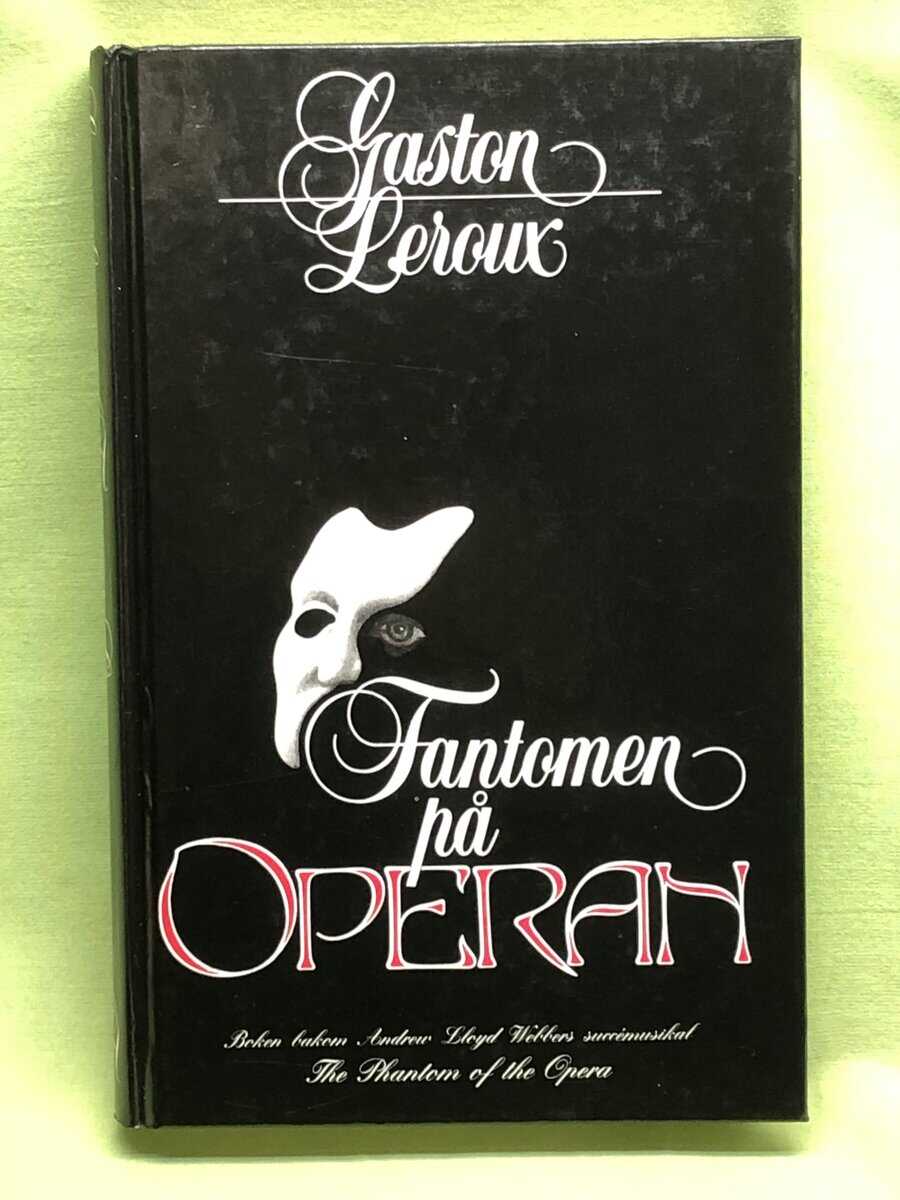 Gaston
Leroux
Fantomen
på
OPERAN
Boken bakom Andrew Lloyd Webbers succémusikal
The Phantom of the Opera